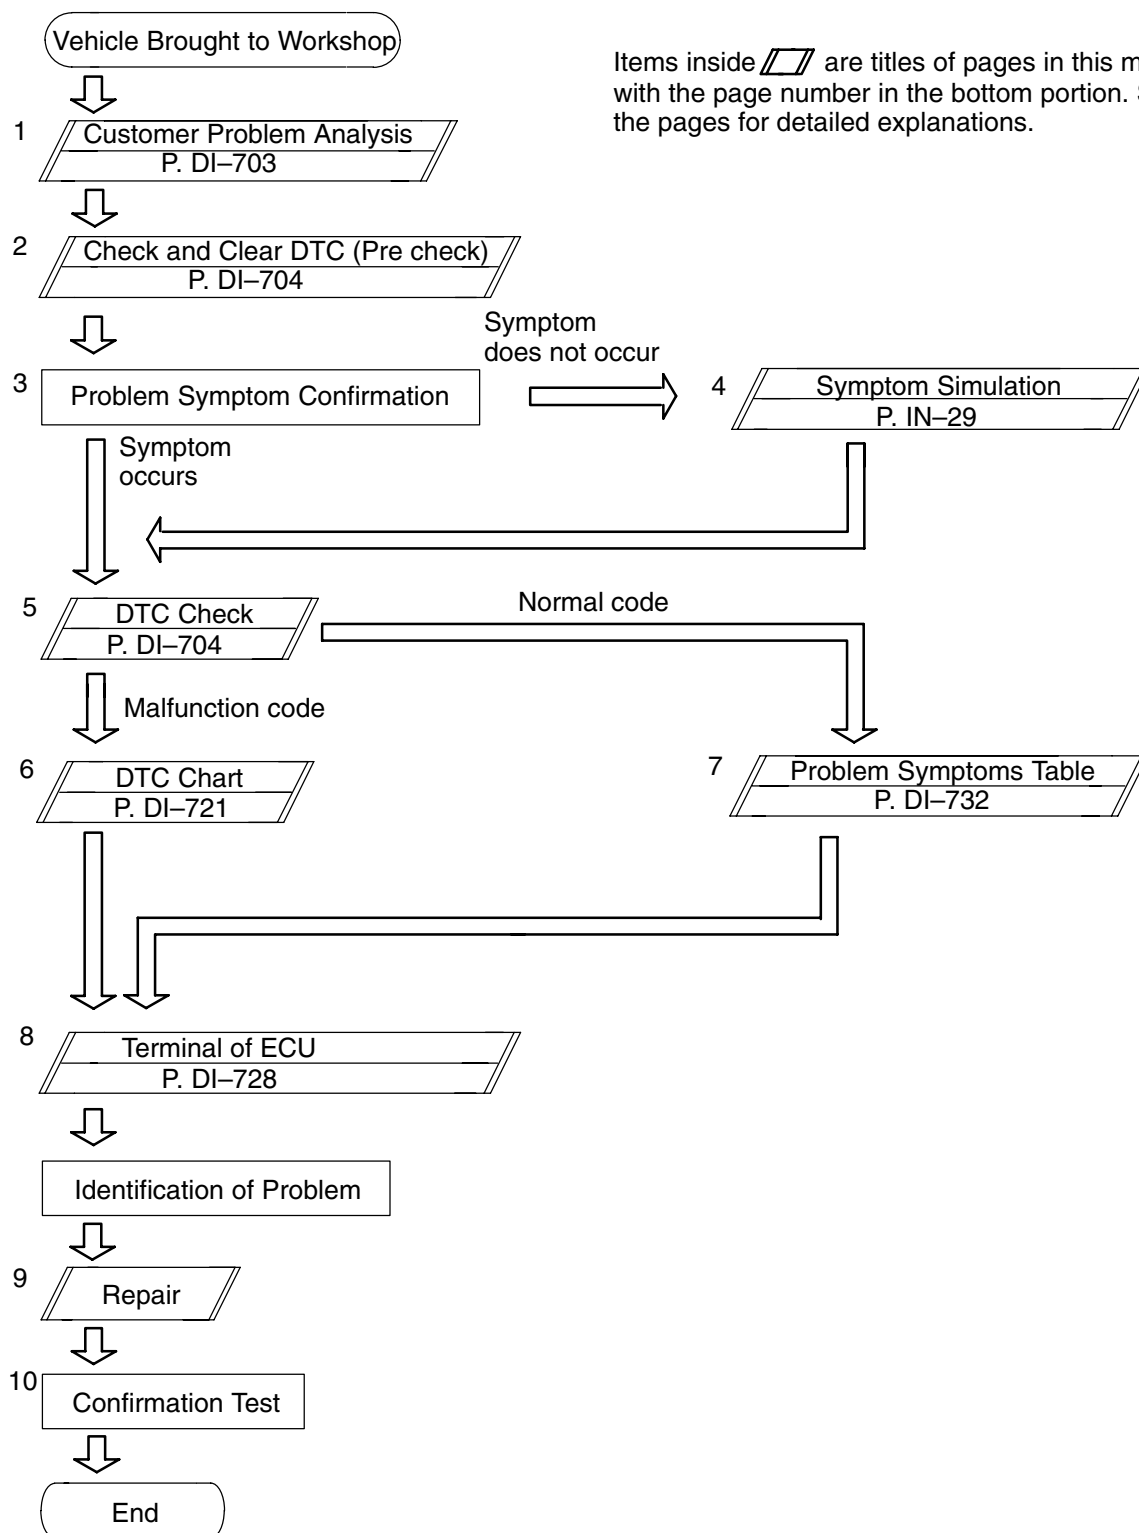 Vehicle Brought to Workshop
Items inside are titles of pages in this m
with the page number in the bottom portion. S
the pages for detailed explanations.
1
Customer Problem Analysis
P. DI–703
2
Check and Clear DTC (Pre check)
P. DI–704
Symptom
does not occur
3
Problem Symptom Confirmation
4
Symptom Simulation
P. IN–29
Symptom
occurs
5
DTC Check
P. DI–704
Normal code
Malfunction code
6
DTC Chart
P. DI–721
7
Problem Symptoms Table
P. DI–732
8
Terminal of ECU
P. DI–728
Identification of Problem
9
Repair
10
Confirmation Test
End